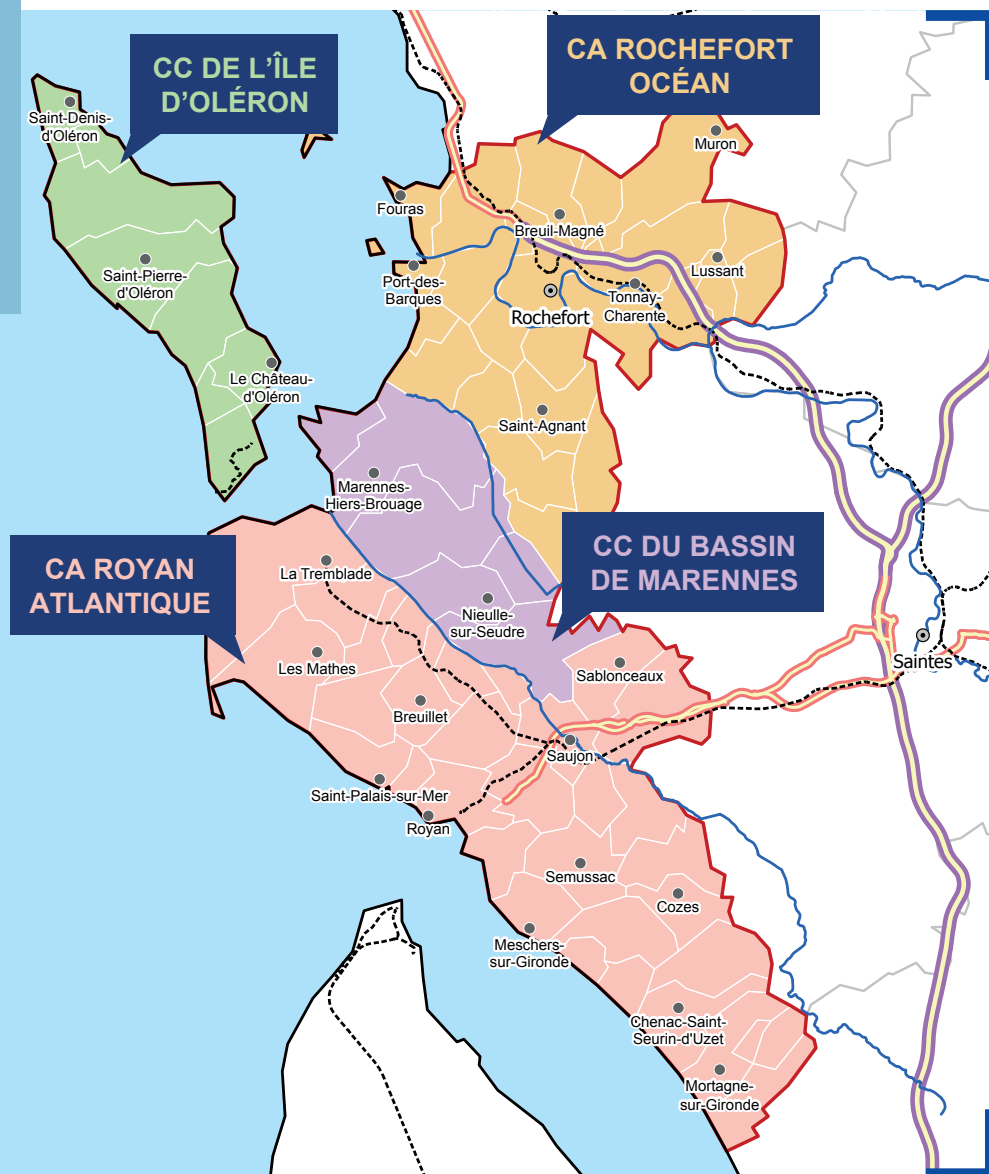 CC DE L'ÎLE
D'OLÉRON
CA ROCHEFORT
OCÉAN
Saint-Denis-
d'Oléron
Muron
Fouras
Breuil-Magné
Saint-Pierre-
d'Oléron
Port-des-
Barques
Lussant
Rochefort
Tonnay-
Charente
Le Château-
d'Oléron
Saint-Agnant
Marennes-
Hiers-Brouage
CA ROYAN
ATLANTIQUE
CC DU BASSIN
DE MARENNES
La Tremblade
Nieulle-
sur-Seudre
Les Mathes
Sablonceaux
Saintes
Breuillet
Saujon
Saint-Palais-sur-Mer
Royan
Semussac
Cozes
Meschers-
sur-Gironde
Chenac-Saint-
Seurin-d'Uzet
Mortagne-
sur-Gironde